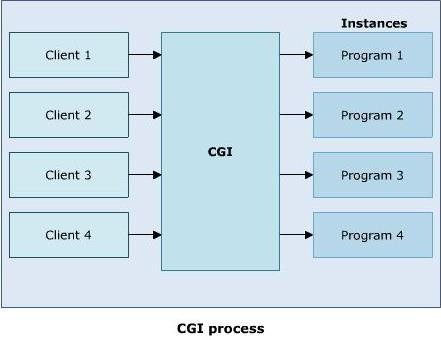 Instances
Client 1
Program 1
Client 2
Program 2
CGI
Client 3
Program 3
Client 4
Program 4
CGI process